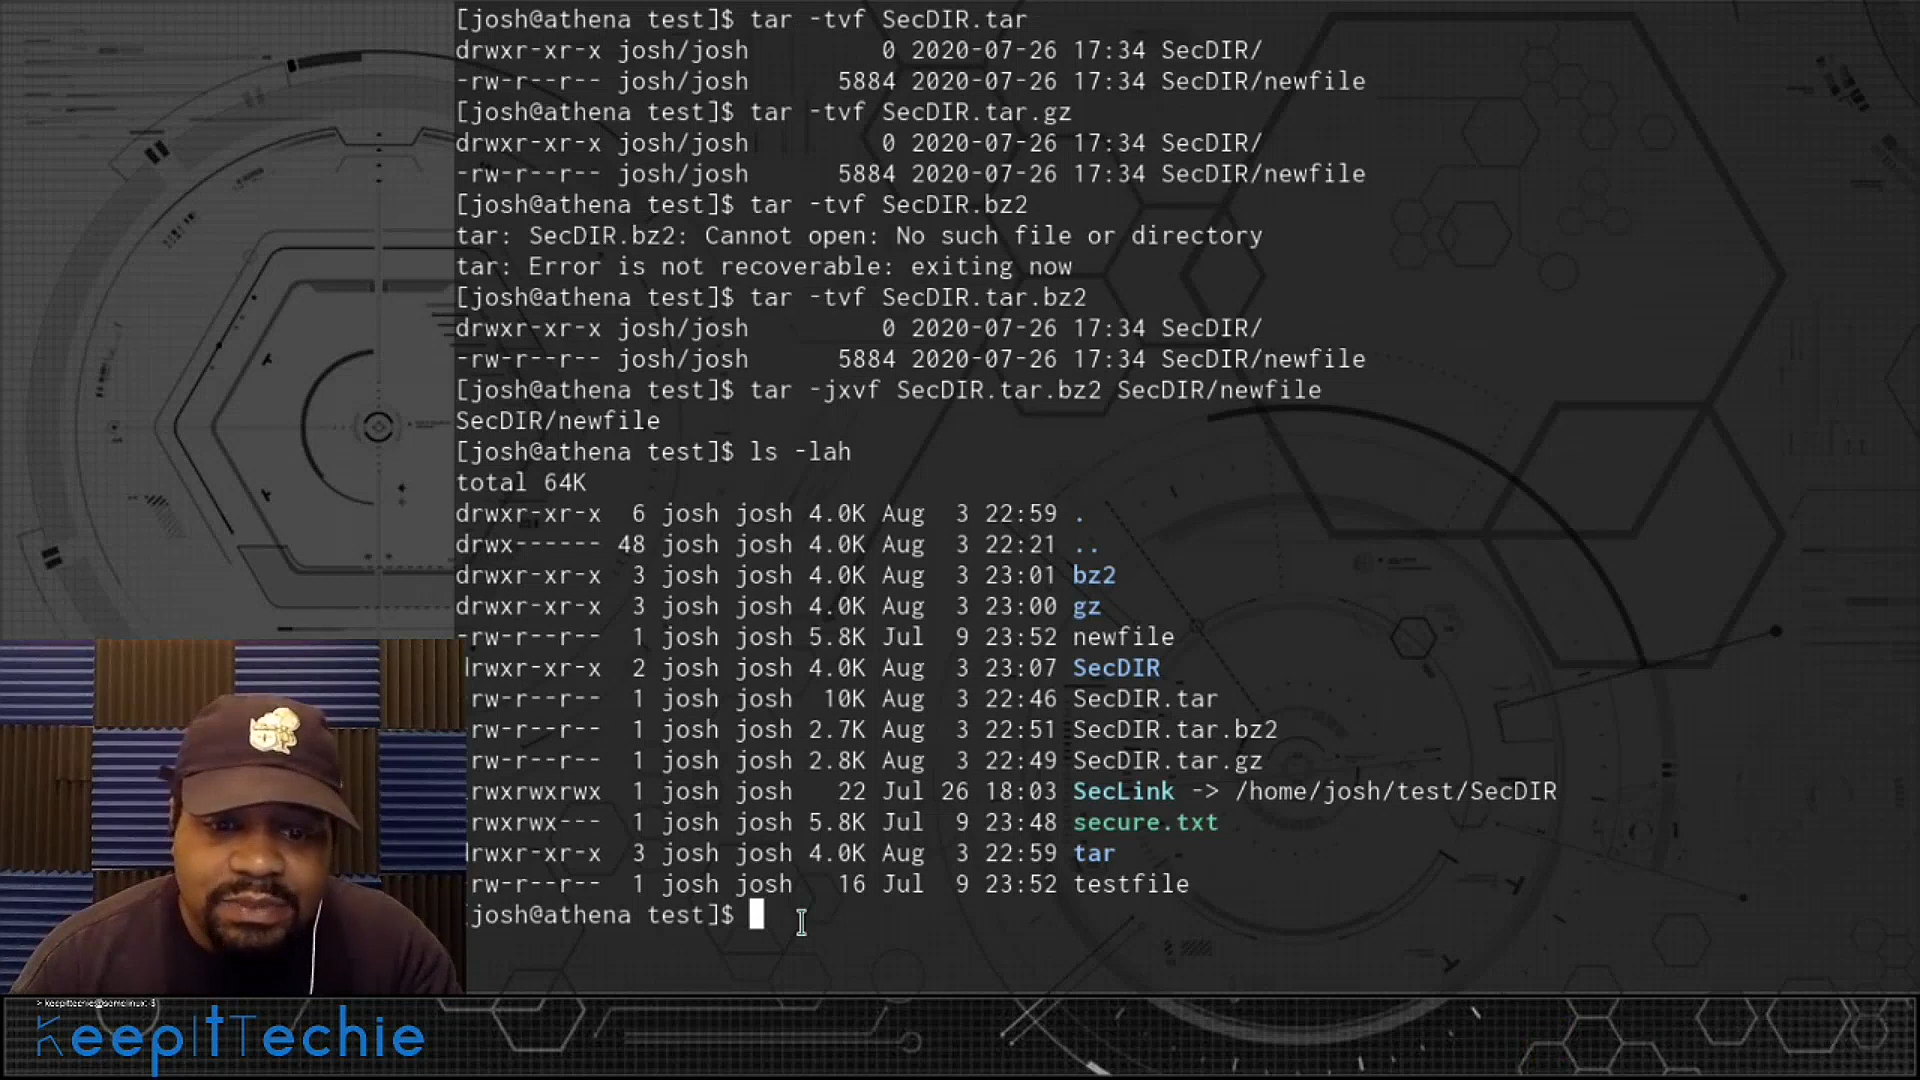 [josh@athena test]$ tar -tvf SecDIR.tar
drwxr-xr-x josh/josh         0 2020-07-26 17:34 SecDIR/
-rw-r--r-- josh/josh      5884 2020-07-26 17:34 SecDIR/newfile
[josh@athena test]$ tar -tvf SecDIR.tar.gz
drwxr-xr-x josh/josh         0 2020-07-26 17:34 SecDIR/
-rw-r--r-- josh/josh      5884 2020-07-26 17:34 SecDIR/newfile
[josh@athena test]$ tar -tvf SecDIR.bz2
tar: SecDIR.bz2: Cannot open: No such file or directory
tar: Error is not recoverable: exiting now
[josh@athena test]$ tar -tvf SecDIR.tar.bz2
drwxr-xr-x josh/josh         0 2020-07-26 17:34 SecDIR/
-rw-r--r-- josh/josh      5884 2020-07-26 17:34 SecDIR/newfile
[josh@athena test]$ tar -jxvf SecDIR.tar.bz2 SecDIR/newfile
SecDIR/newfile
[josh@athena test]$ ls -lah
total 64K
drwxr-xr-x  6 josh josh 4.0K Aug  3 22:59 .
drwx------ 48 josh josh 4.0K Aug  3 22:21 ..
drwxr-xr-x  3 josh josh 4.0K Aug  3 23:01 bz2
drwxr-xr-x  3 josh josh 4.0K Aug  3 23:00 gz
-rw-r--r--  1 josh josh 5.8K Jul  9 23:52 newfile
drwxr-xr-x  2 josh josh 4.0K Aug  3 23:07 SecDIR
rw-r--r--  1 josh josh  10K Aug  3 22:46 SecDIR.tar
rw-r--r--  1 josh josh 2.7K Aug  3 22:51 SecDIR.tar.bz2
rw-r--r--  1 josh josh 2.8K Aug  3 22:49 SecDIR.tar.gz
rwxrwxrwx  1 josh josh   22 Jul 26 18:03 SecLink -> /home/josh/test/SecDIR
rwxrwx---  1 josh josh 5.8K Jul  9 23:48 secure.txt
drwxr-xr-x  3 josh josh 4.0K Aug  3 22:59 tar
rw-r--r--  1 josh josh   16 Jul  9 23:52 testfile
[josh@athena test]$
KeepItTechie